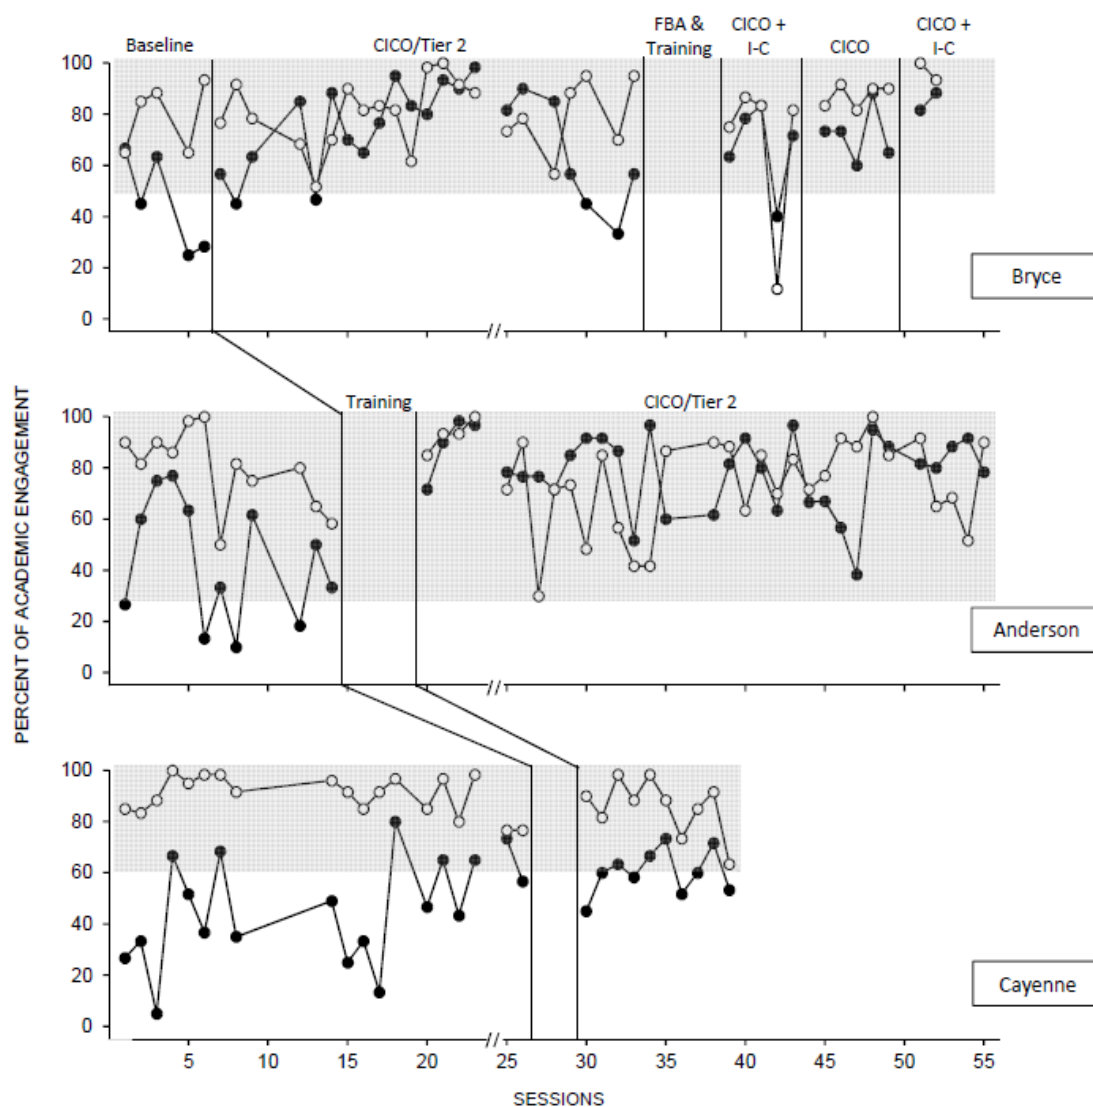 FBA & CICO + CICO +
Baseline CICO/Tier 2 Training I-C CICO I-C
100
80
60
40
20
0
//
Bryce
Training CICO/Tier 2
100
80
60
40
20
0
//
Anderson
PERCENT OF ACADEMIC ENGAGEMENT
100
80
60
40
20
0
//
Cayenne
5 10 15 20 25 30 35 40 45 50 55
SESSIONS